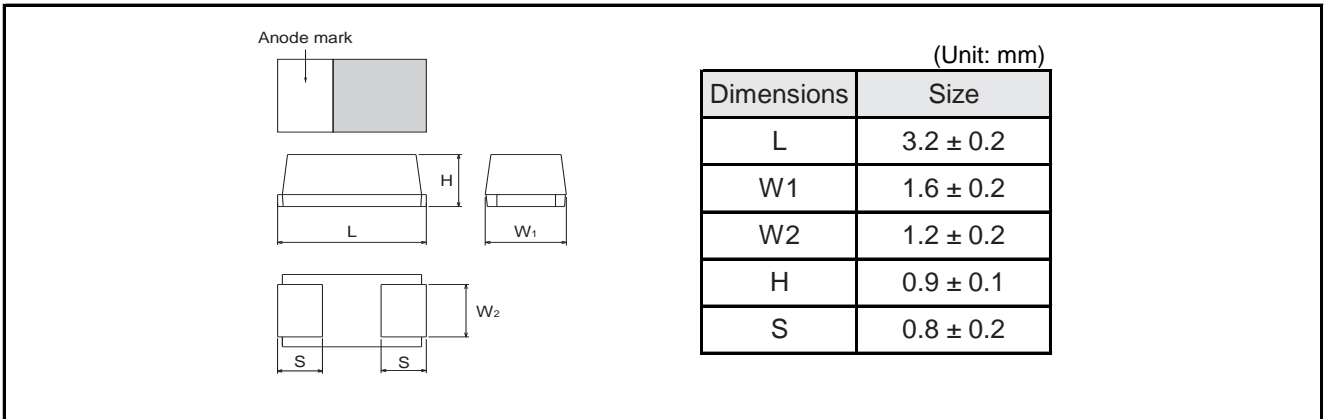 Anode mark
H
L
W1
W2
S
S
(Unit: mm)
Dimensions Size
L 3.2 ± 0.2
W1 1.6 ± 0.2
W2 1.2 ± 0.2
H 0.9 ± 0.1
S 0.8 ± 0.2